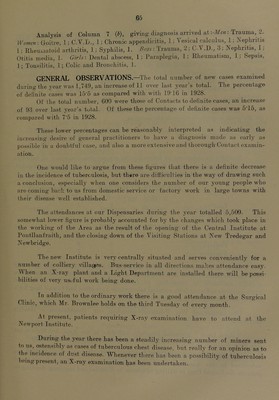 65
Analysis of Column 7 (b), giving diagnosis arrived at—Men: Trauma, 2.
Women: Goitre, 1; C.V.D., 1; Chronic appendicitis, 1; Vesical calculus, 1; Nephritis
1; Rheumatoid arthritis, 1; Syphilis, 1. Boys: Trauma, 2; C.V.D., 3; Nephritis, 1;
Otitis media, 1. Girls: Dental abscess, 1; Paraplegia, 1; Rheumatism, 1; Sepsis,
1; Tonsilitis, 1; Colic and Bronchitis, 1.
GENERAL OBSERVATIONS.—The total number of new cases examined
during the year was 1,749, an increase of 11 over last year's total. The percentage
of definite cases was 15·5 as compared with with 19·16 in 1928.
Of the total number, 600 were those of Contacts to definite cases, an increase
of 91 over last year's total. Of these the percentage of definite cases was 3·15, as
compared with 7·5 in 1928.
These lower percentages can be reasonably interpreted as indicating the
increasing desire of general practitioners to have a diagnosis made as early as
possible in a doubtful case, and also a more extensive and thorough Contact examin-
ation.
One would like to argue from these figures that there is a definite decrease
in the incidence of tuberculosis, but there are difficulties in the way of drawing such
a conclusion, especially when one considers the number of our young people who
are coming back to us from domestic service or factory work in large towns with
their disease well established.
The attendances at our Dispensaries during the year totalled 5,509. This
somewhat lower figure is probably accounted for by the changes which took place in
the working of the Area as the result of the opening of the Central Institute at
Pontllanfraith, and the closing down of the Visiting Stations at New Tredegar and
Newbridge.
The new Institute is very centrally situated and serves conveniently for a
number of colliery villages. Bus-service in all directions makes attendance easy.
When an X-ray plant and a Light Department are installed there will be possi-
bilities of very useful work being done.
In addition to the ordinary work there is a good attendance at the Surgical
Clinic, which Mr. Brownlee holds on the third Tuesday of every month.
At present, patients requiring X-ray examination have to attend at the
Newport Institute.
During the year there has been a steadily increasing number of miners sent
to us, ostensibly as cases of tuberculous chest disease, but really for an opinion as to
the incidence of dust disease. Whenever there has been a possibility of tuberculosis
being present, an X-ray examination has been undertaken.